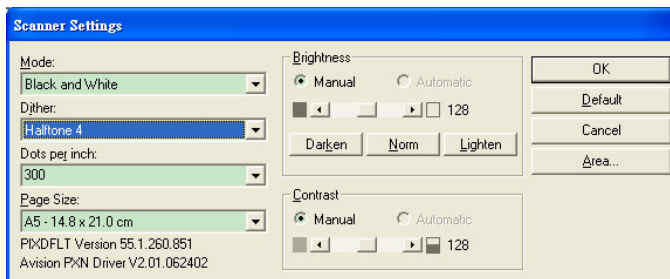 Scanner Settings
Mode:
Black and White
Dither:
Halftone 4
Dots per inch:
300
Page Size:
A5 - 14.8 x 21.0 cm
PIXDFLT Version 55.1.260.851
Avision PXN Driver V2.01.062402
Brightness
Manual
Automatic
128
Darken
Norm
Lighten
Contrast
Manual
Automatic
128
OK
Default
Cancel
Area...